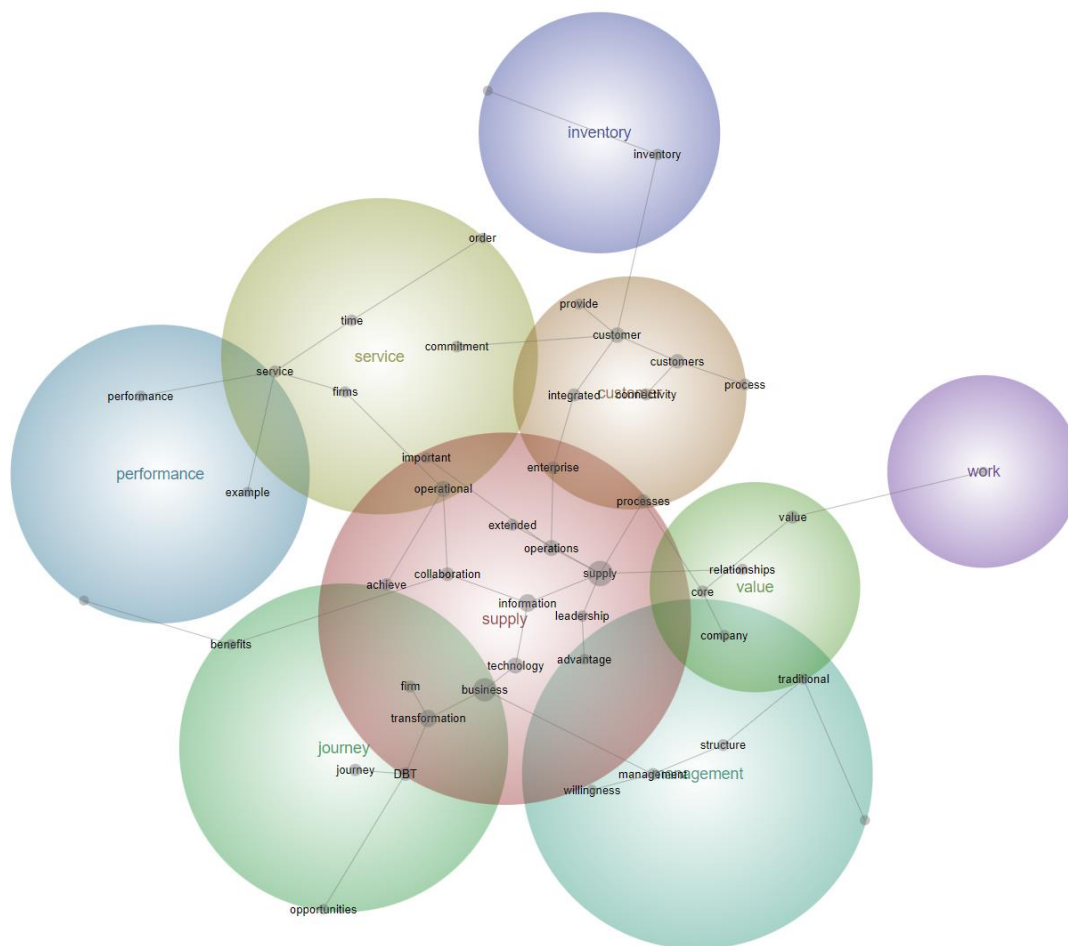 inventory
inventory
order
provide
time
customer
commitment
service
customers
service
process
firms
performance
integrated
customer
connectivity
important
enterprise
performance
work
operational
example
processes
value
extended
operations
supply
relationships
collaboration
achieve
value
core
information
leadership
supply
company
benefits
advantage
technology
traditional
firm
business
transformation
structure
journey
journey
DBT
management
management
willingness
opportunities